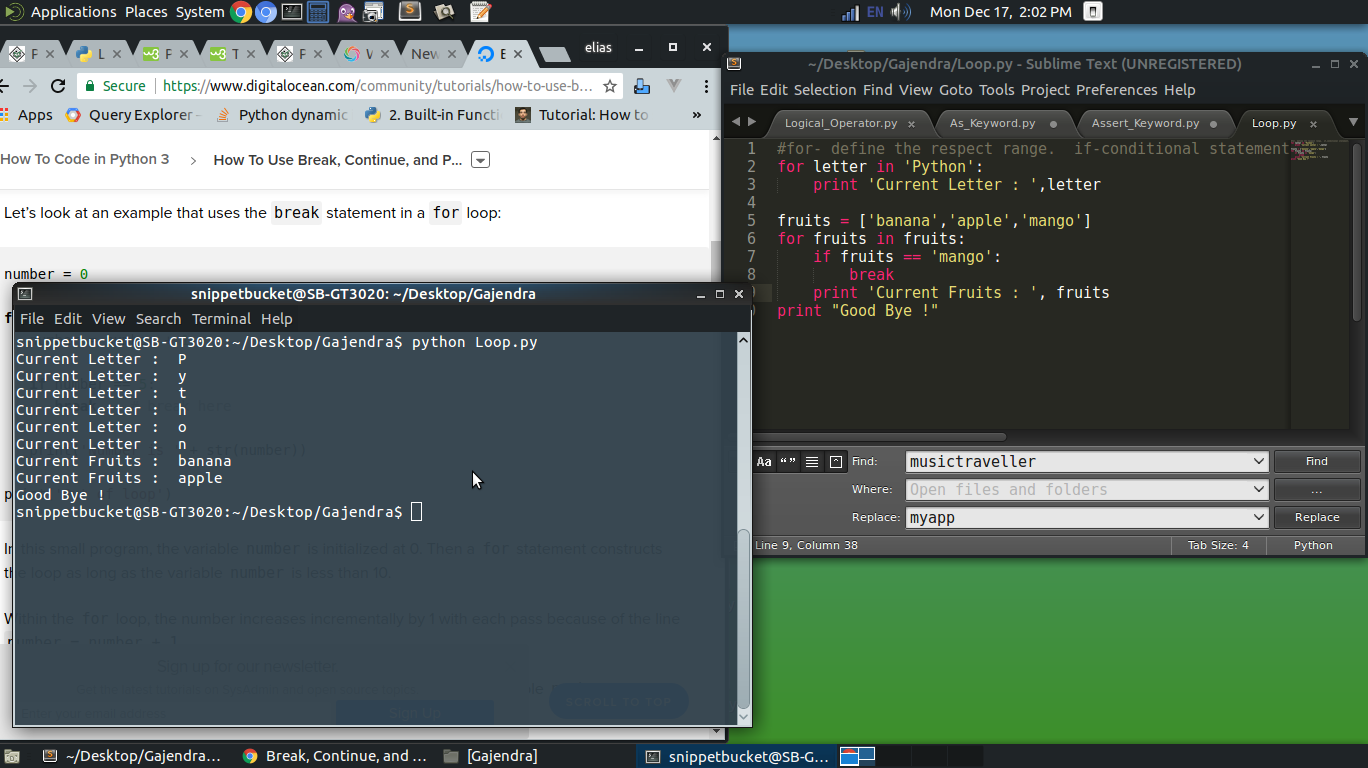 Applications Places System
EN
Mon Dec 17, 2:02 PM
elias
New
Secure
https://www.digitalocean.com/community/tutorials/how-to-use-b...
Apps
Query Explorer
Python dynamic
2. Built-in Functi
Tutorial: How to
»
How To Code in Python 3 > How To Use Break, Continue, and P...
Let's look at an example that uses the break statement in a for loop:
number = 0
~/Desktop/Gajendra/Loop.py - Sublime Text (UNREGISTERED)
File Edit Selection Find View Goto Tools Project Preferences Help
Logical_Operator.py
As_Keyword.py
Assert_Keyword.py
Loop.py
1 #for- define the respect range.  if-conditional statement
2 for letter in 'Python':
3     print 'Current Letter : ',letter
4
5 fruits = ['banana','apple','mango']
6 for fruits in fruits:
7     if fruits == 'mango':
8         break
    print 'Current Fruits : ', fruits
print "Good Bye !"
Aa
Find:
musictraveller
Find
Where:
Open files and folders
...
Replace:
myapp
Replace
Line 9, Column 38
Tab Size: 4
Python
snippetbucket@SB-GT3020: ~/Desktop/Gajendra
File Edit View Search Terminal Help
snippetbucket@SB-GT3020:~/Desktop/Gajendra$ python Loop.py
Current Letter :  P
Current Letter :  y
Current Letter :  t
Current Letter :  h
Current Letter :  o
Current Letter :  n
Current Fruits :  banana
Current Fruits :  apple
Good Bye !
snippetbucket@SB-GT3020:~/Desktop/Gajendra$
In this small program, the variable number is initialized at 0. Then a for statement constructs
the loop as long as the variable number is less than 10.
Within the for loop, the number increases incrementally by 1 with each pass because of the line
number = number + 1
Sign up for our newsletter
Sign Up
SCROLL TO TOP
~/Desktop/Gajendra...
Break, Continue, and ...
[Gajendra]
snippetbucket@SB-G...